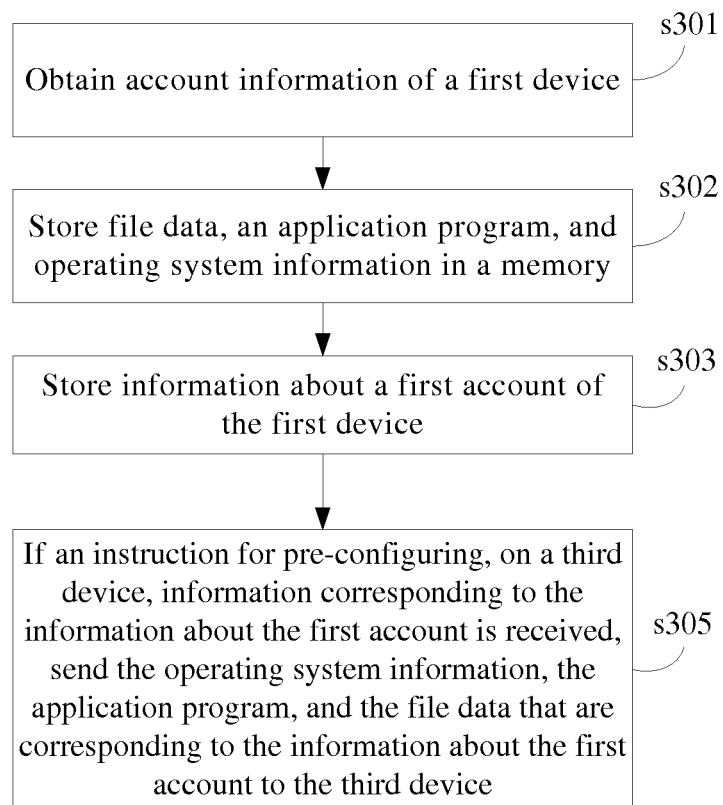 s301
Obtain account information of a first device
s302
Store file data, an application program, and
operating system information in a memory
s303
Store information about a first account of
the first device
If an instruction for pre-configuring, on a third
device, information corresponding to the
information about the first account is received,
s305
send the operating system information, the
application program, and the file data that are
corresponding to the information about the first
account to the third device